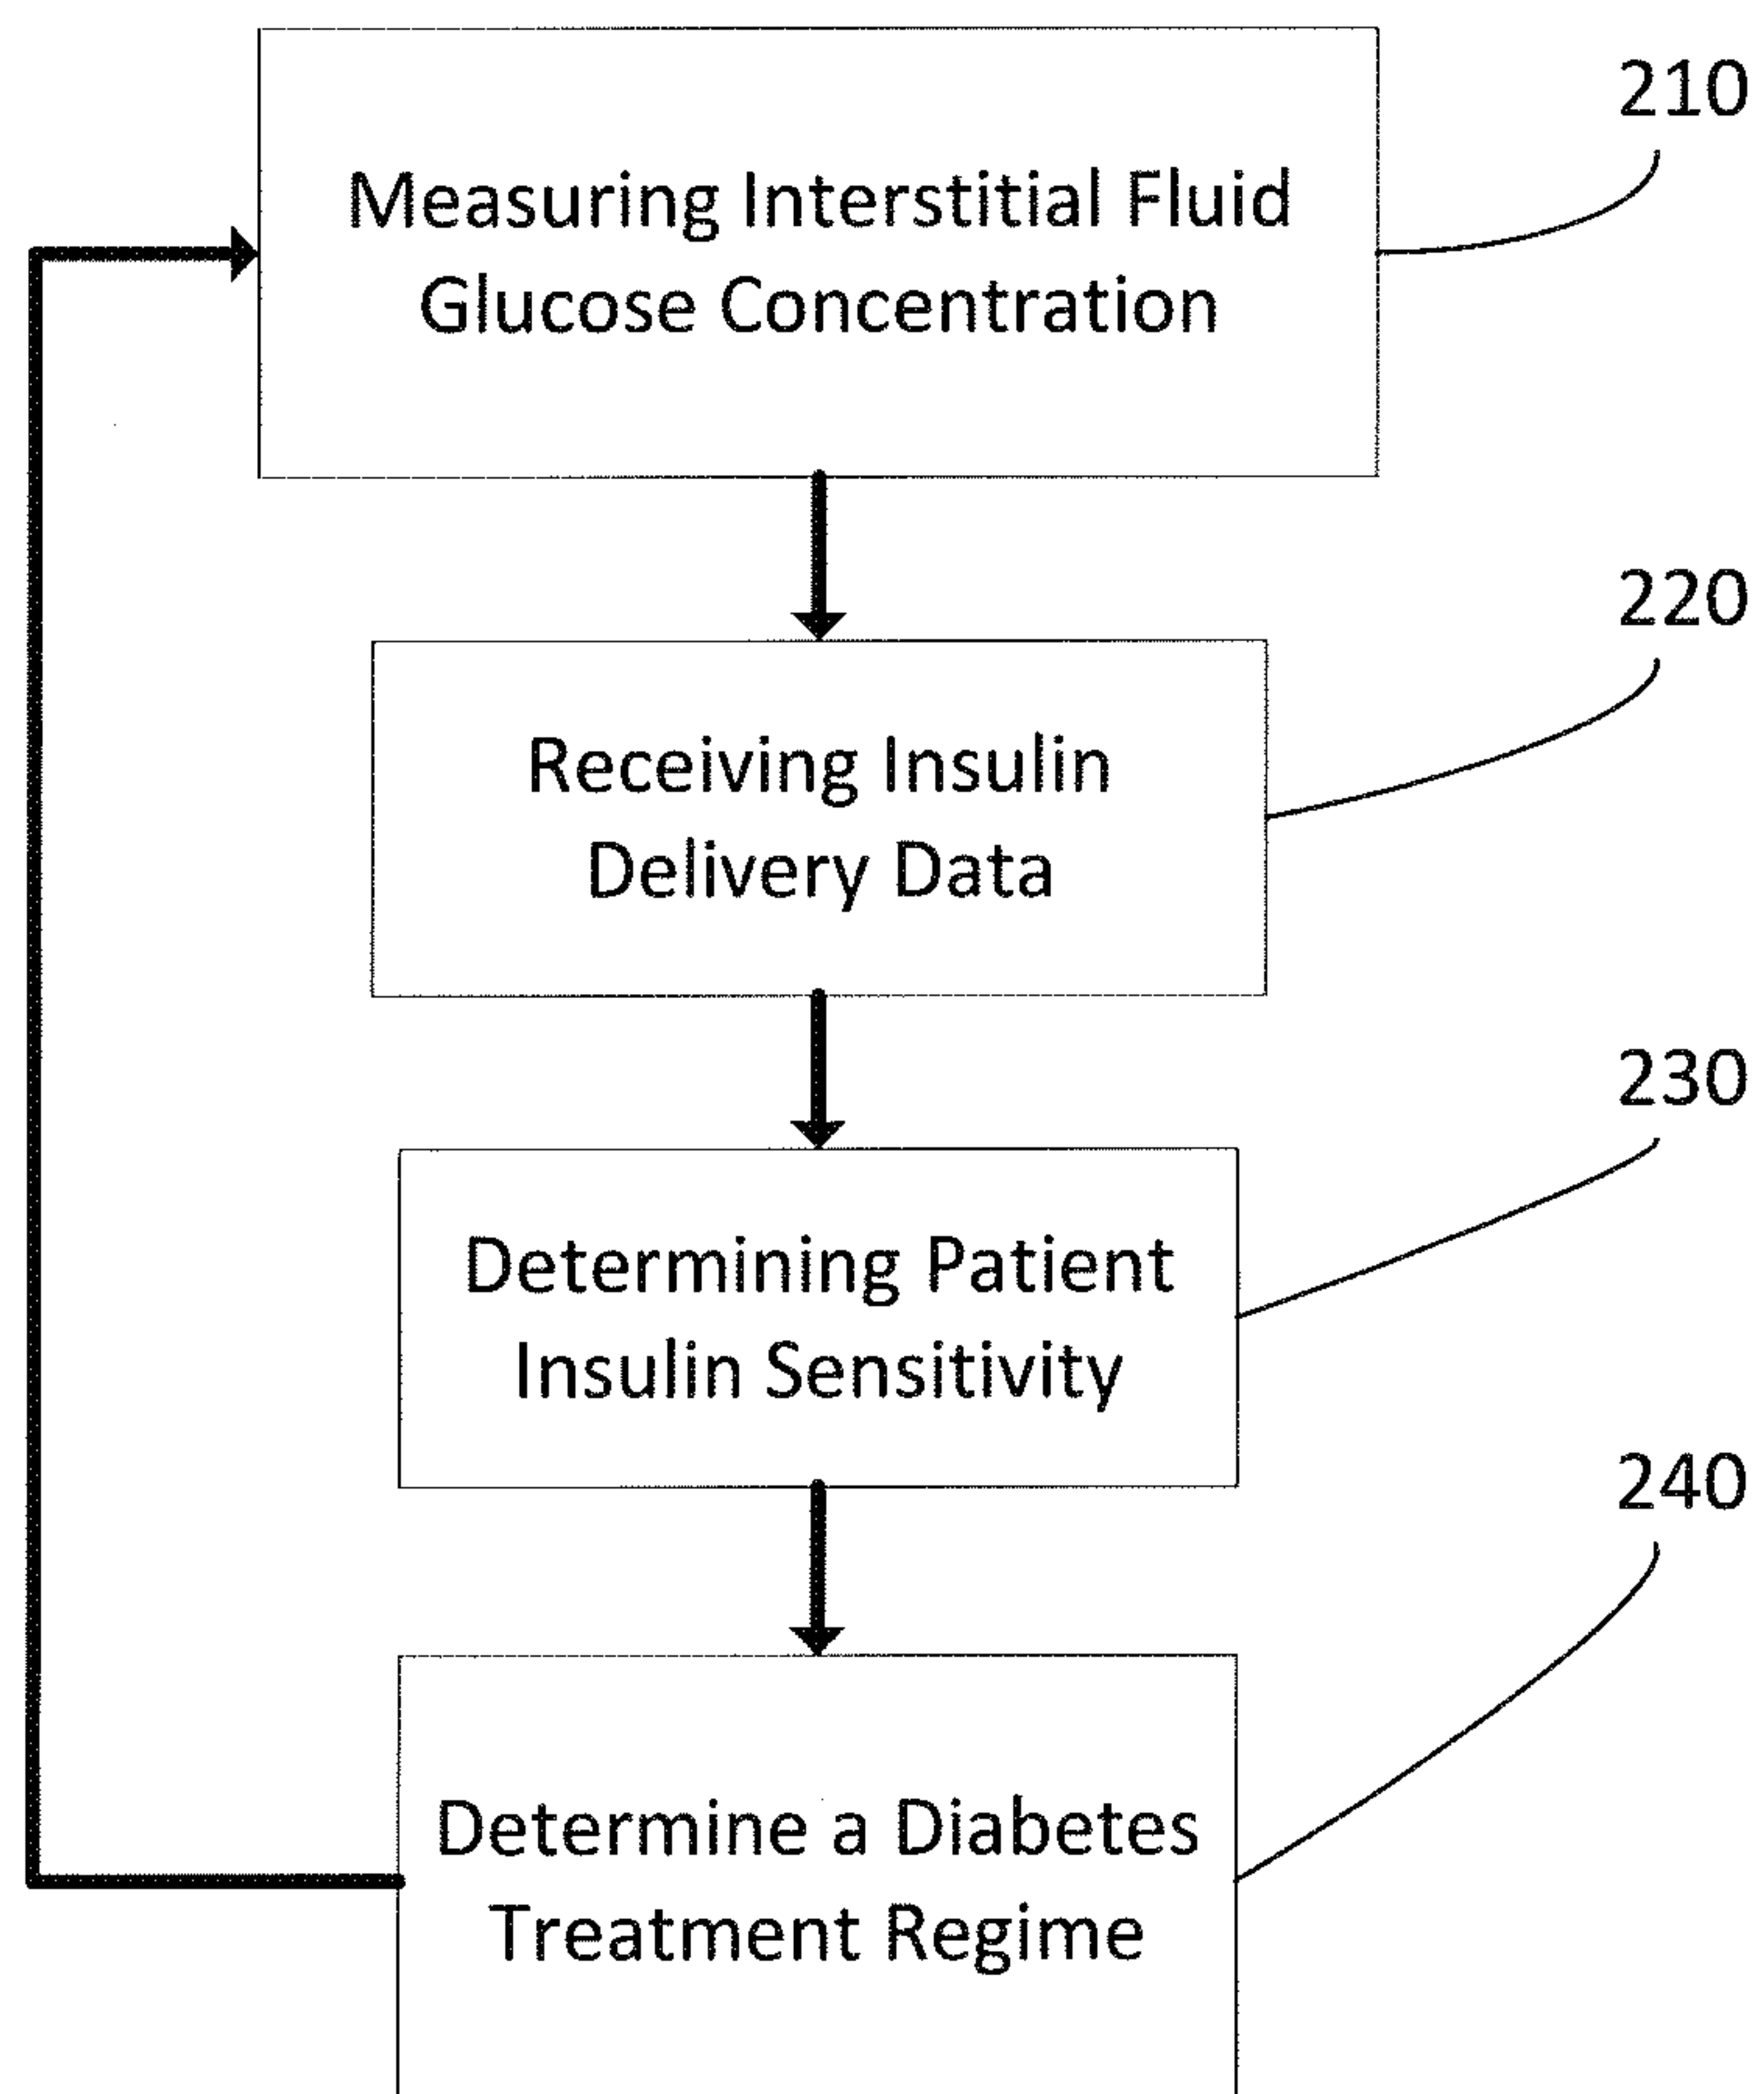 210
Measuring Interstitial Fluid
Glucose Concentration
220
Receiving Insulin
Delivery Data
230
Determining Patient
Insulin Sensitivity
240
Determine a Diabetes
Treatment Regime